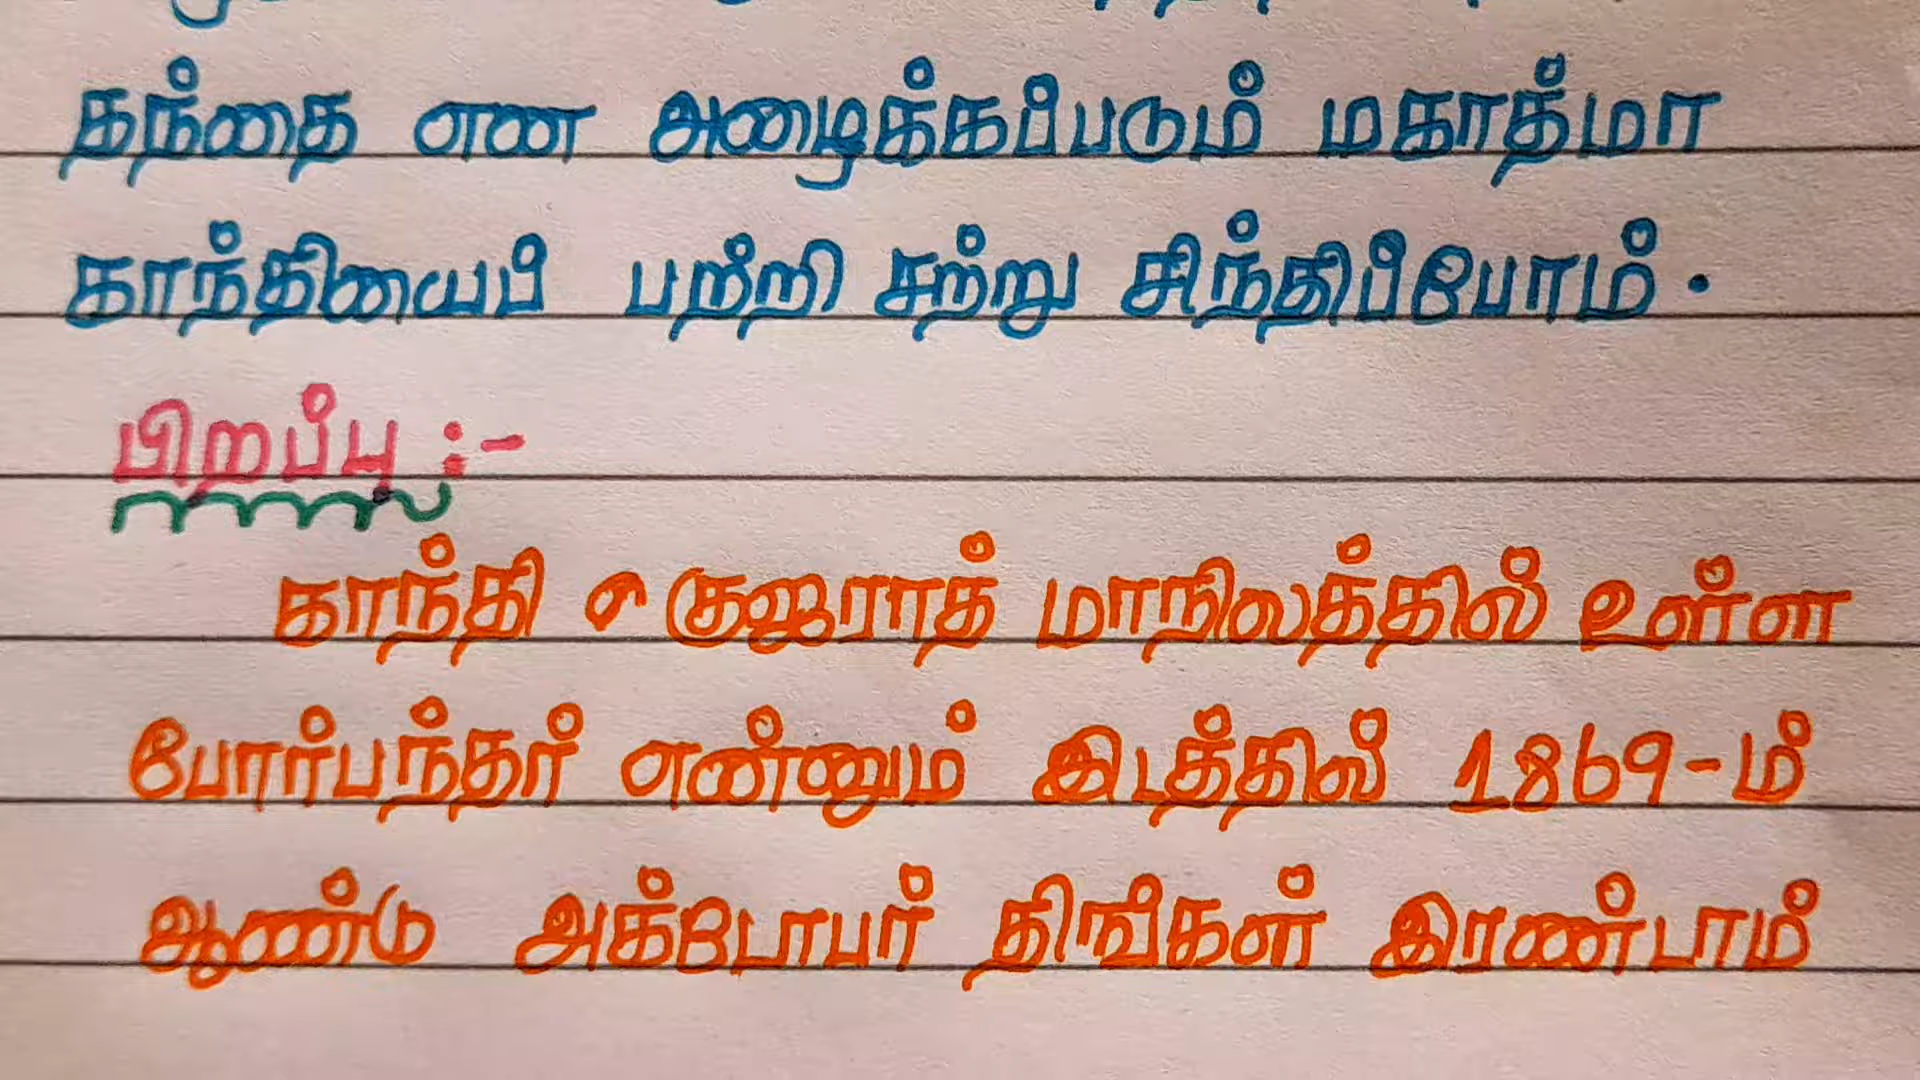 தந்தை என அழைக்கப்படும் மகாத்மா
காந்தியைப் பற்றி சற்று சிந்திப்போம்.
பிறப்பு :-
காந்தி குஜராத் மாநிலத்தில் உள்ள
போர்பந்தர் என்னும் இடத்தில் 1869-ம்
ஆண்டு அக்டோபர் திங்கள் இரண்டாம்